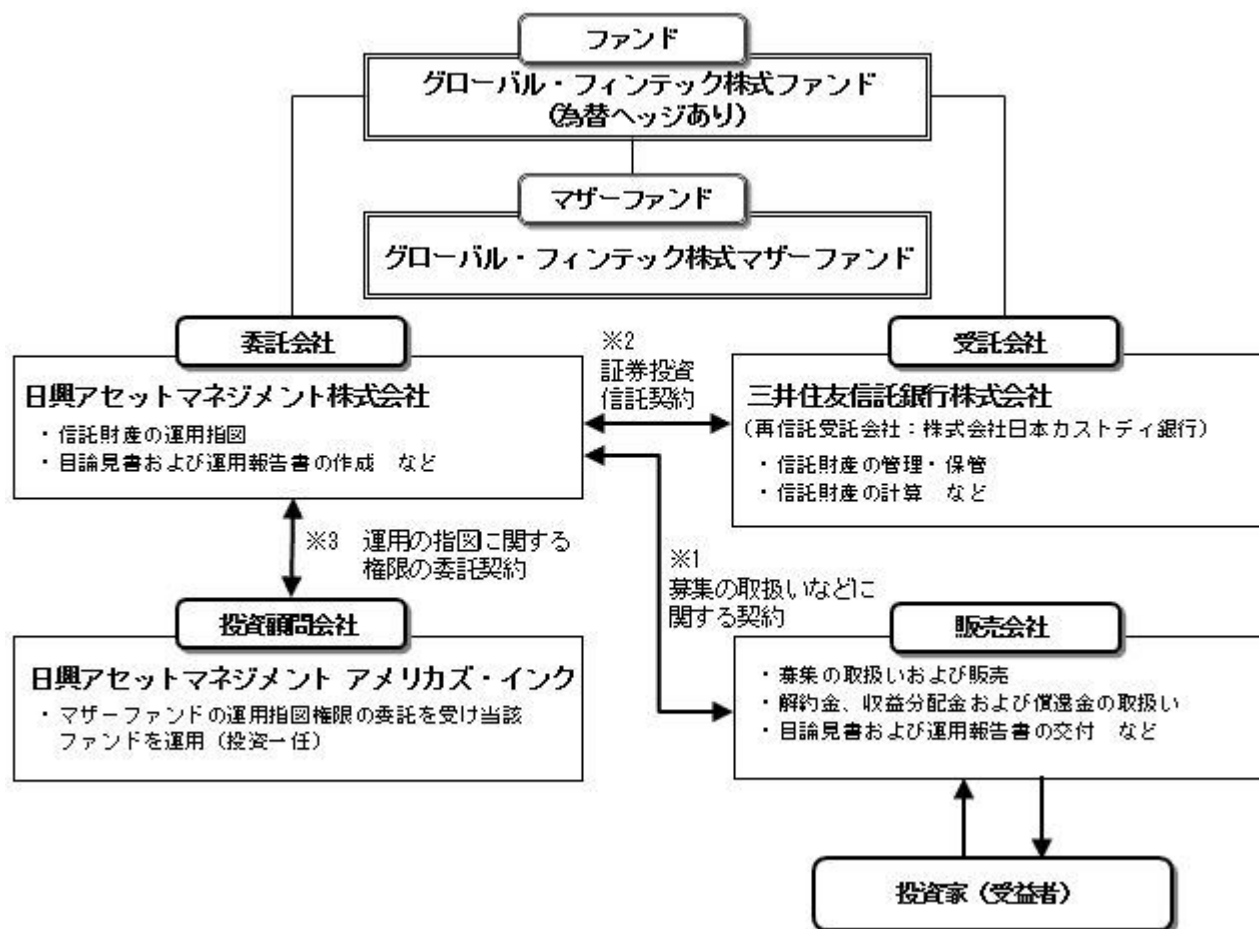 ファンド
グローバル・フィンテック株式ファンド
(為替ヘッジあり)
マザーファンド
グローバル・フィンテック株式マザーファンド
委託会社
日興アセットマネジメント株式会社
・信託財産の運用指図
・目論見書および運用報告書の作成 など
※2
証券投資
信託契約
受託会社
三井住友信託銀行株式会社
(再信託受託会社:株式会社日本カストディ銀行)
・信託財産の管理・保管
・信託財産の計算 など
※3 運用の指図に関する
権限の委託契約
※1
募集の取扱いなどに
関する契約
投資顧問会社
日興アセットマネジメント アメリカズ・インク
・マザーファンドの運用指図権限の委託を受け当該
ファンドを運用(投資一任)
販売会社
・募集の取扱いおよび販売
・解約金、収益分配金および償還金の取扱い
・目論見書および運用報告書の交付 など
投資家(受益者)